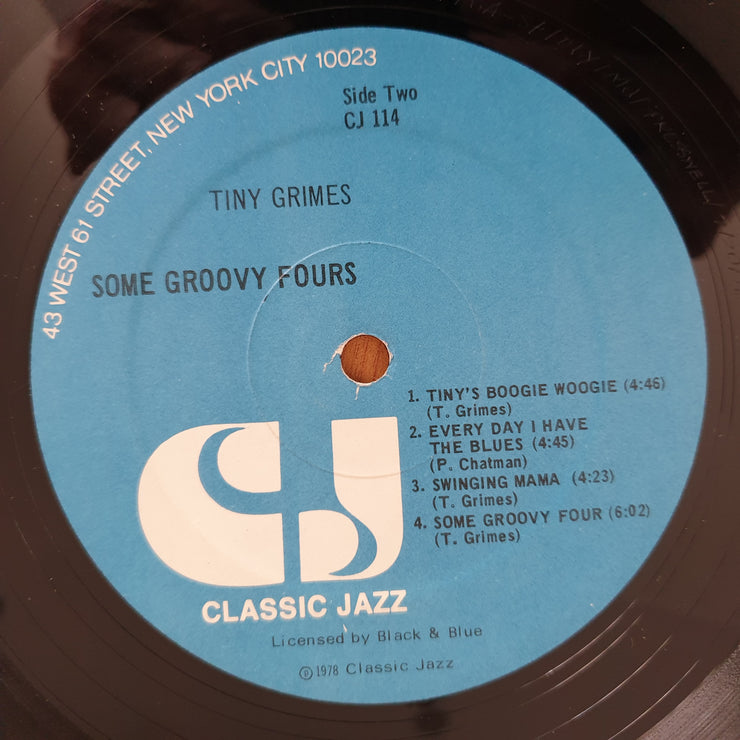 43 WEST 61 STREET, NEW YORK CITY 10023
Side Two
CJ 114
TINY GRIMES
SOME GROOVY FOURS
1. TINY'S BOOGIE WOOGIE (4:46)
(T. Grimes)
2. EVERY DAY I HAVE
THE BLUES (4:45)
(P. Chatman)
3. SWINGING MAMA (4:23)
(T. Grimes)
4. SOME GROOVY FOUR (6:02)
(T. Grimes)
CJ
CLASSIC JAZZ
Licensed by Black & Blue
℗ 1978 Classic Jazz